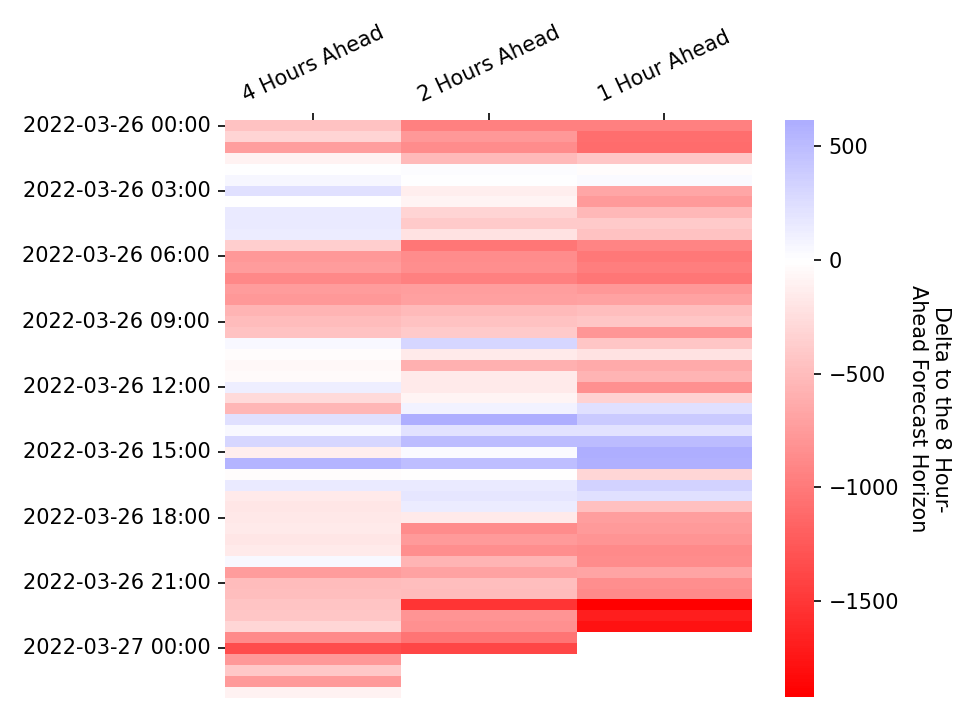 4 Hours Ahead
2 Hours Ahead
1 Hour Ahead
2022-03-26 00:00
2022-03-26 03:00
2022-03-26 06:00
2022-03-26 09:00
2022-03-26 12:00
2022-03-26 15:00
2022-03-26 18:00
2022-03-26 21:00
2022-03-27 00:00
500
0
−500
−1000
−1500
Delta to the 8 Hour-
Ahead Forecast Horizon